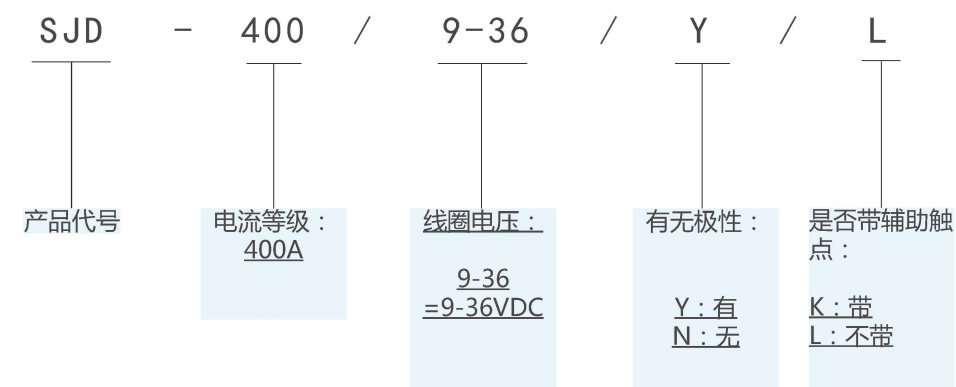 SJD - 400 / 9-36 / Y / L
产品代号
电流等级：
400A
线圈电压：
9-36
=9-36VDC
有无极性：
Y：有
N：无
是否带辅助触
点：
K：带
L：不带